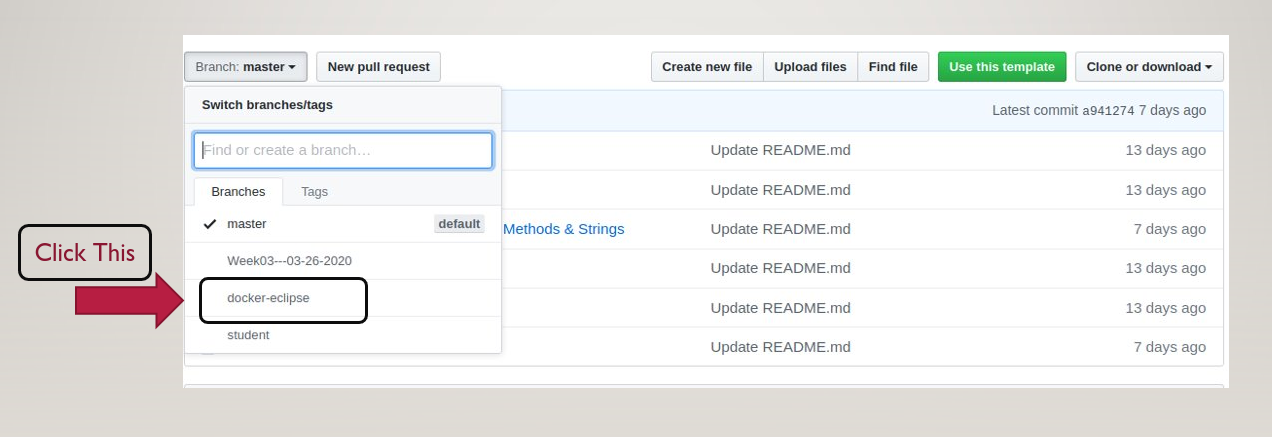 Branch: master
New pull request
Create new file
Upload files
Find file
Use this template
Clone or download
Switch branches/tags
Latest commit a941274 7 days ago
Find or create a branch…
Update README.md
13 days ago
Branches
Tags
Update README.md
13 days ago
master
default
Methods & Strings
Update README.md
7 days ago
Click This
Week03---03-26-2020
Update README.md
13 days ago
docker-eclipse
Update README.md
13 days ago
student
Update README.md
7 days ago